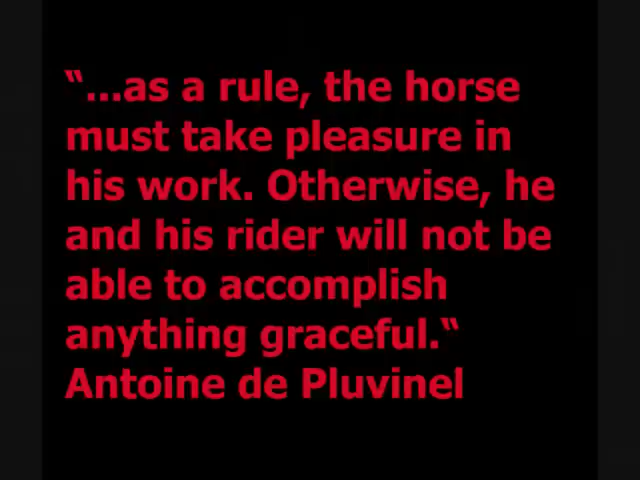 “...as a rule, the horse
must take pleasure in
his work. Otherwise, he
and his rider will not be
able to accomplish
anything graceful.“
Antoine de Pluvinel